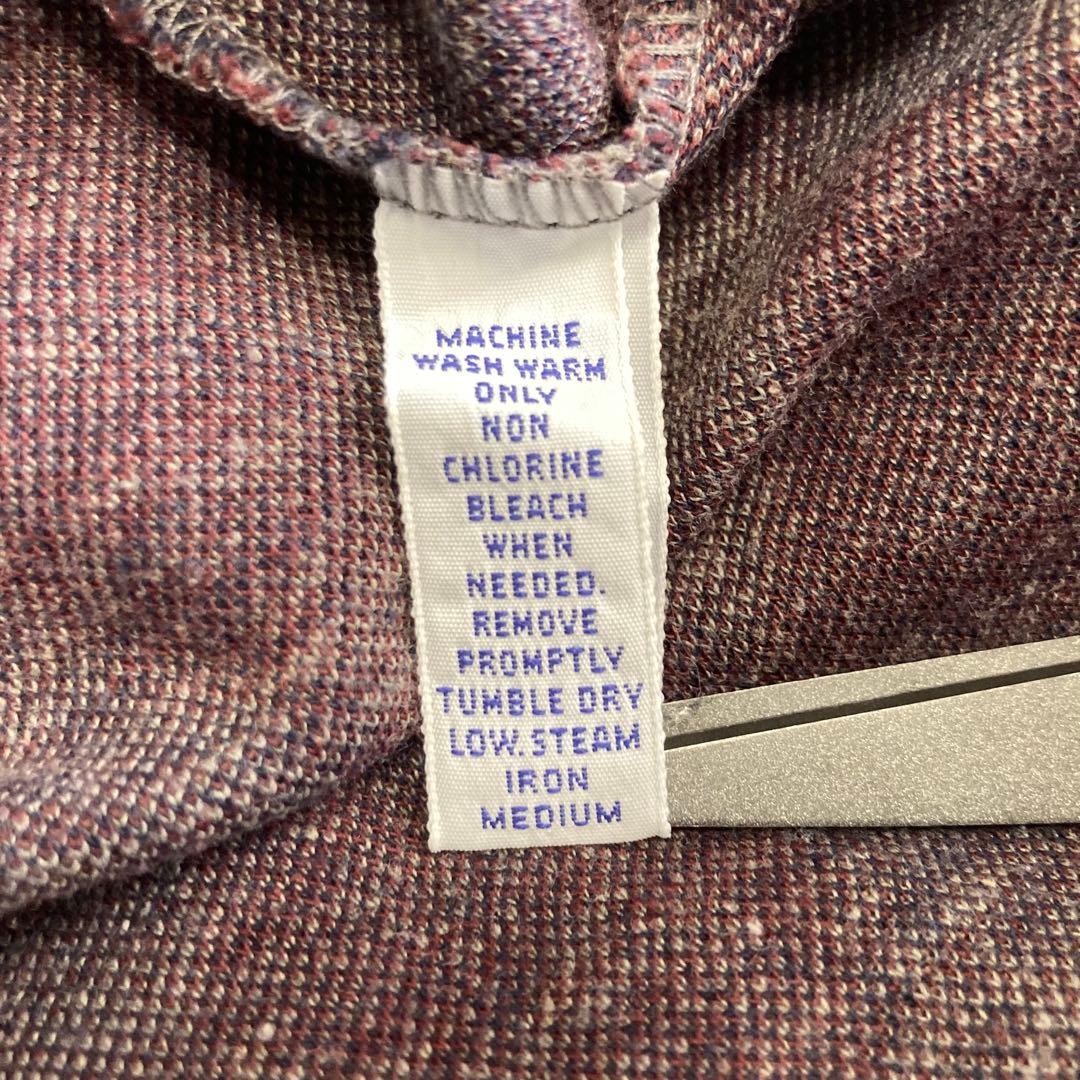 MACHINE
WASH WARM
ONLY
NON
CHLORINE
BLEACH
WHEN
NEEDED.
REMOVE
PROMPTLY
TUMBLE DRY
LOW.STEAM
IRON
MEDIUM